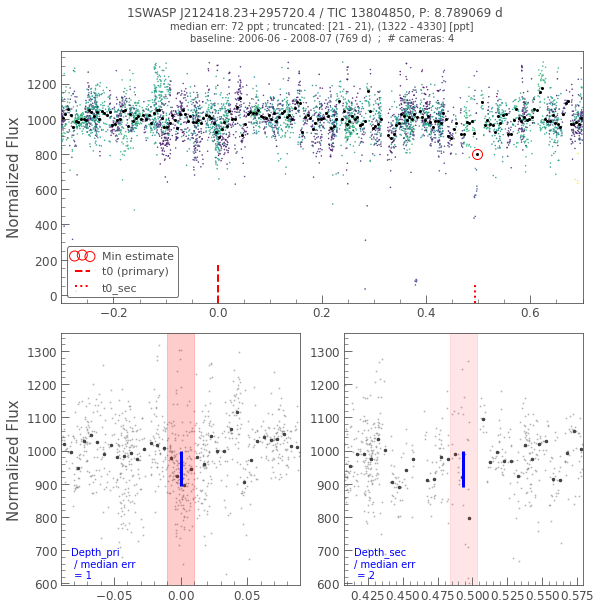 1SWASP J212418.23+295720.4 / TIC 13804850, P: 8.789069 d
median err: 72 ppt ; truncated: [21 - 21), (1322 - 4330] [ppt]
baseline: 2006-06 - 2008-07 (769 d)  ;  # cameras: 4
Normalized Flux
1200
1000
800
600
400
200
0
Min estimate
t0 (primary)
t0_sec
−0.2
0.0
0.2
0.4
0.6
Normalized Flux
1300
1200
1100
1000
900
800
700
600
Depth_pri
/ median err
= 1
−0.05
0.00
0.05
Depth_sec
/ median err
= 2
0.425
0.450
0.475
0.500
0.525
0.550
0.575